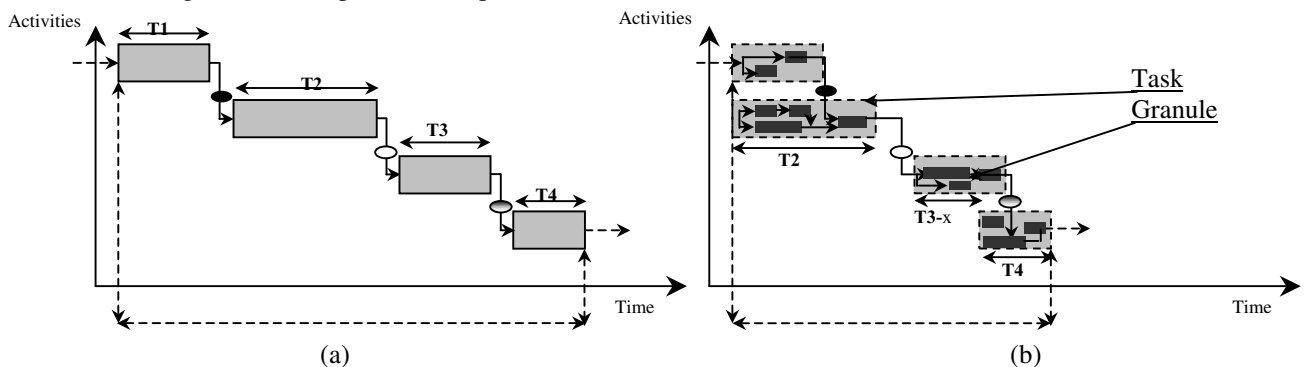 Activities
T1
T2
T3
T4
Time
(a)
Activities
Task
Granule
T2
T3-x
T4
Time
(b)